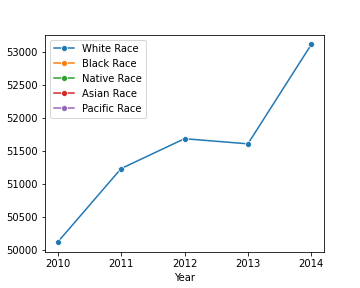 53000
52500
52000
51500
51000
50500
50000
White Race
Black Race
Native Race
Asian Race
Pacific Race
2010 2011 2012 2013 2014
Year